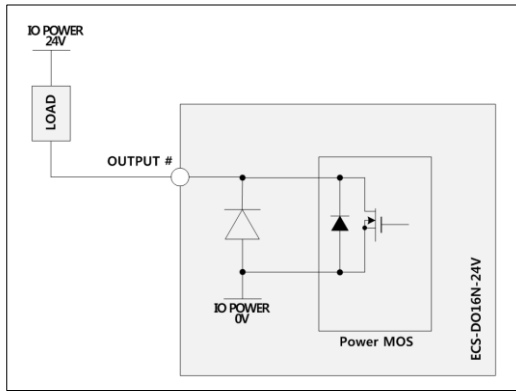 IO POWER
24V
LOAD
OUTPUT #
IO POWER
0V
Power MOS
ECS-DO16N-24V